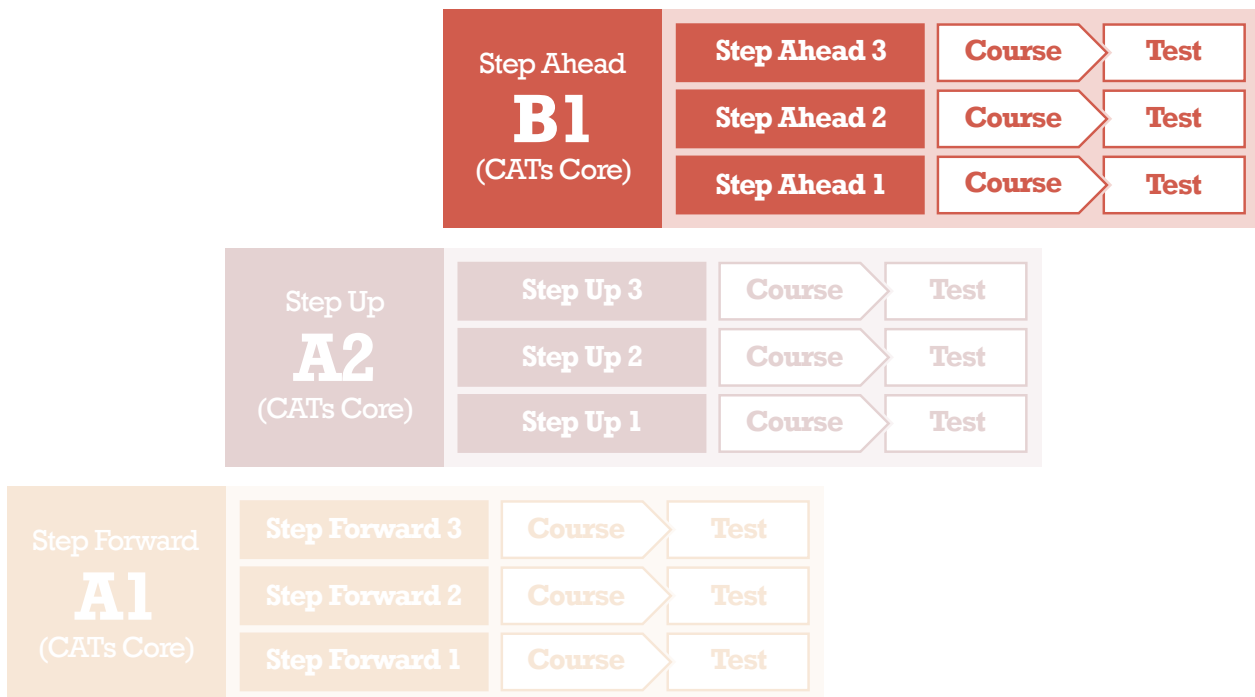 Step Ahead
B1
(CATs Core)
Step Ahead 3 Course Test
Step Ahead 2 Course Test
Step Ahead 1 Course Test
Step Up
A2
(CATs Core)
Step Up 3 Course Test
Step Up 2 Course Test
Step Up 1 Course Test
Step Forward
A1
(CATs Core)
Step Forward 3 Course Test
Step Forward 2 Course Test
Step Forward 1 Course Test